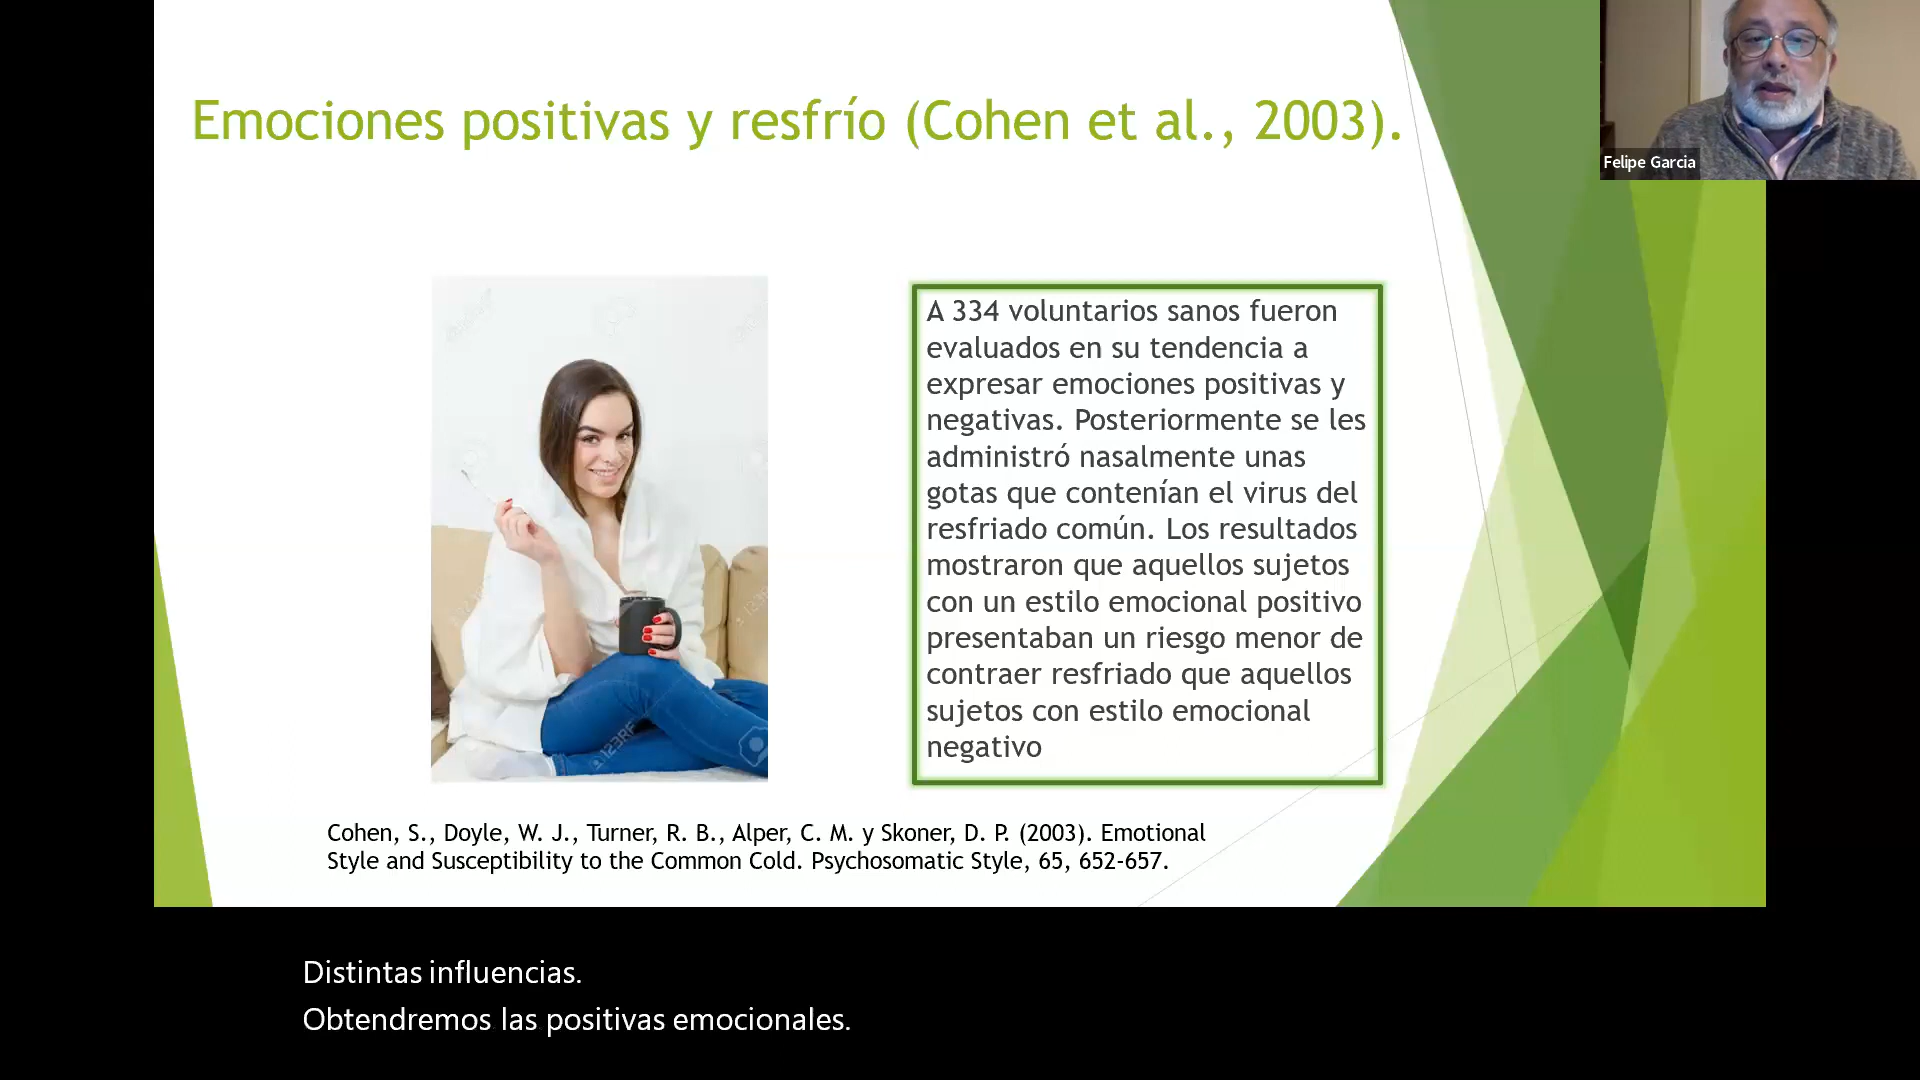 Emociones positivas y resfrío (Cohen et al., 2003).
Felipe Garcia
A 334 voluntarios sanos fueron
evaluados en su tendencia a
expresar emociones positivas y
negativas. Posteriormente se les
administró nasalmente unas
gotas que contenían el virus del
resfriado común. Los resultados
mostraron que aquellos sujetos
con un estilo emocional positivo
presentaban un riesgo menor de
contraer resfriado que aquellos
sujetos con estilo emocional
negativo
123RF
Cohen, S., Doyle, W. J., Turner, R. B., Alper, C. M. y Skoner, D. P. (2003). Emotional
Style and Susceptibility to the Common Cold. Psychosomatic Style, 65, 652-657.
Distintas influencias.
Obtendremos las positivas emocionales.